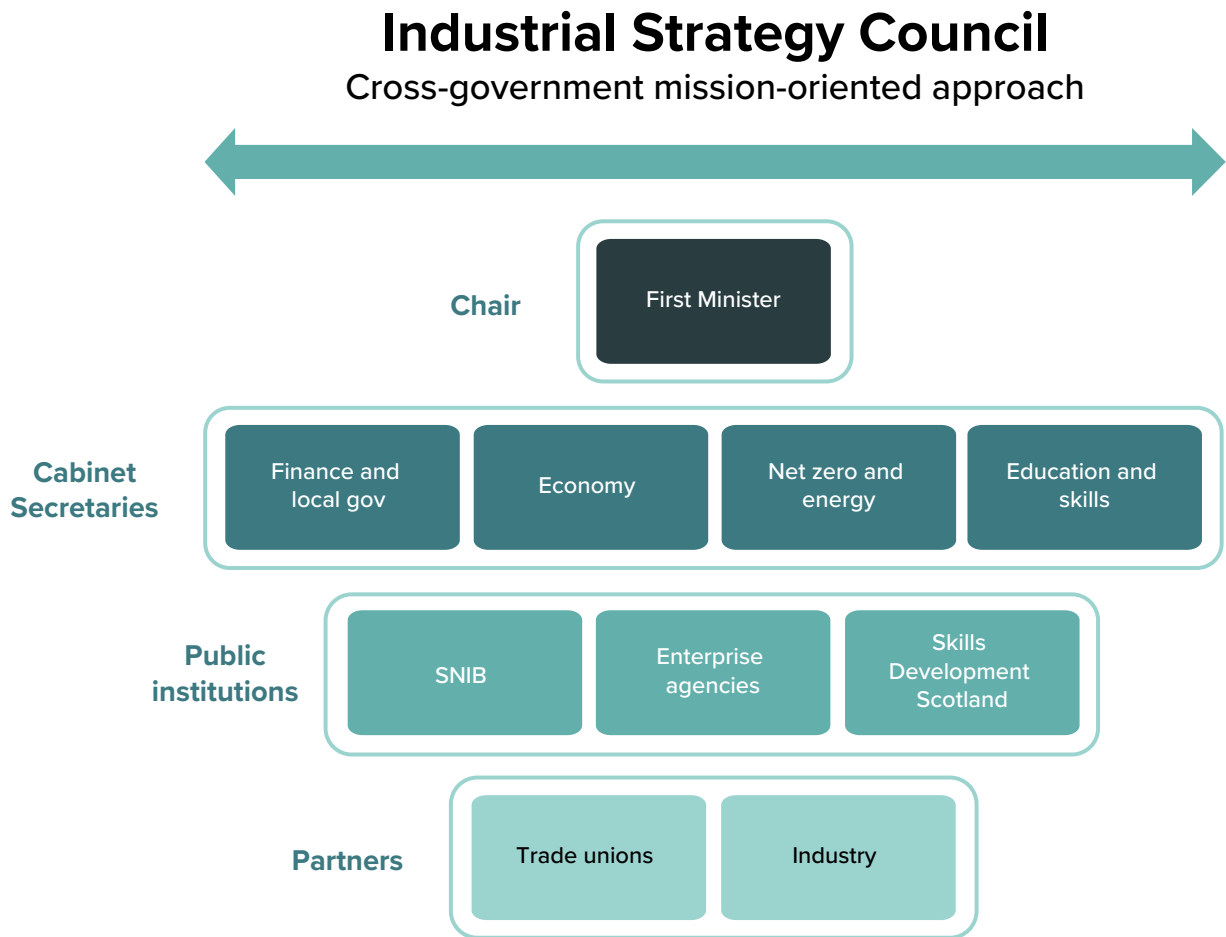 Industrial Strategy Council
Cross-government mission-oriented approach
Chair
First Minister
Cabinet
Secretaries
Finance and
local gov
Economy
Net zero and
energy
Education and
skills
Public
institutions
SNIB
Enterprise
agencies
Skills
Development
Scotland
Partners
Trade unions
Industry